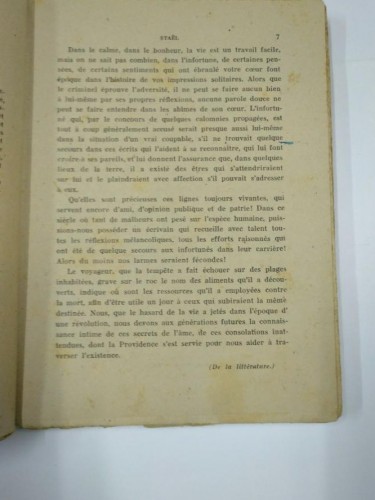 STAËL 7
Dans le calme, dans le bonheur, la vie est un travail facile,
mais on ne sait pas combien, dans l'infortune, de certaines pen-
sées, de certains sentiments qui ont ébranlé votre cœur font
époque dans l'histoire de vos impressions solitaires. Alors que
le criminel éprouve l'adversité, il ne peut se faire aucun bien
à lui-même par ses propres réflexions, aucune parole douce ne
peut se faire entendre dans les abîmes de son cœur. L'infortu-
né qui, par le concours de quelques calomnies propagées, est
tout à coup généralement accusé serait presque aussi lui-même
dans la situation d'un vrai coupable, s'il ne trouvait quelque
secours dans ces écrits qui l'aident à se reconnaître, qui lui font
croire à ses pareils, et lui donnent l'assurance que, dans quelques
lieux de la terre, il a existé des êtres qui s'attendriraient
sur lui et le plaindraient avec affection s'il pouvait s'adresser
à eux.
Qu'elles sont précieuses ces lignes toujours vivantes, qui
servent encore d'ami, d'opinion publique et de patrie! Dans ce
siècle où tant de malheurs ont pesé sur l'espèce humaine, puis-
sions-nous posséder un écrivain qui recueille avec talent tous
les réflexions mélancoliques, tous les efforts raisonnés qui
ont été de quelque secours aux infortunés dans leur carrière!
Alors du moins nos larmes seraient fécondes!
Le voyageur, que la tempête a fait échouer sur des plages
inhabitées, grave sur le roc le nom des aliments qu'il a décou-
verts, indique où sont les ressources qu'il a employées contre
la mort, afin d'être utile un jour à ceux qui subiraient la même
destinée. Nous, que le hasard de la vie a jetés dans l'époque d'
une révolution, nous devons aux générations futures la connais-
sance intime de ces secrets de l'âme, de ces consolations inat-
tendues, dont la Providence s'est servie pour nous aider à tra-
verser l'existence.
(De la littérature.)